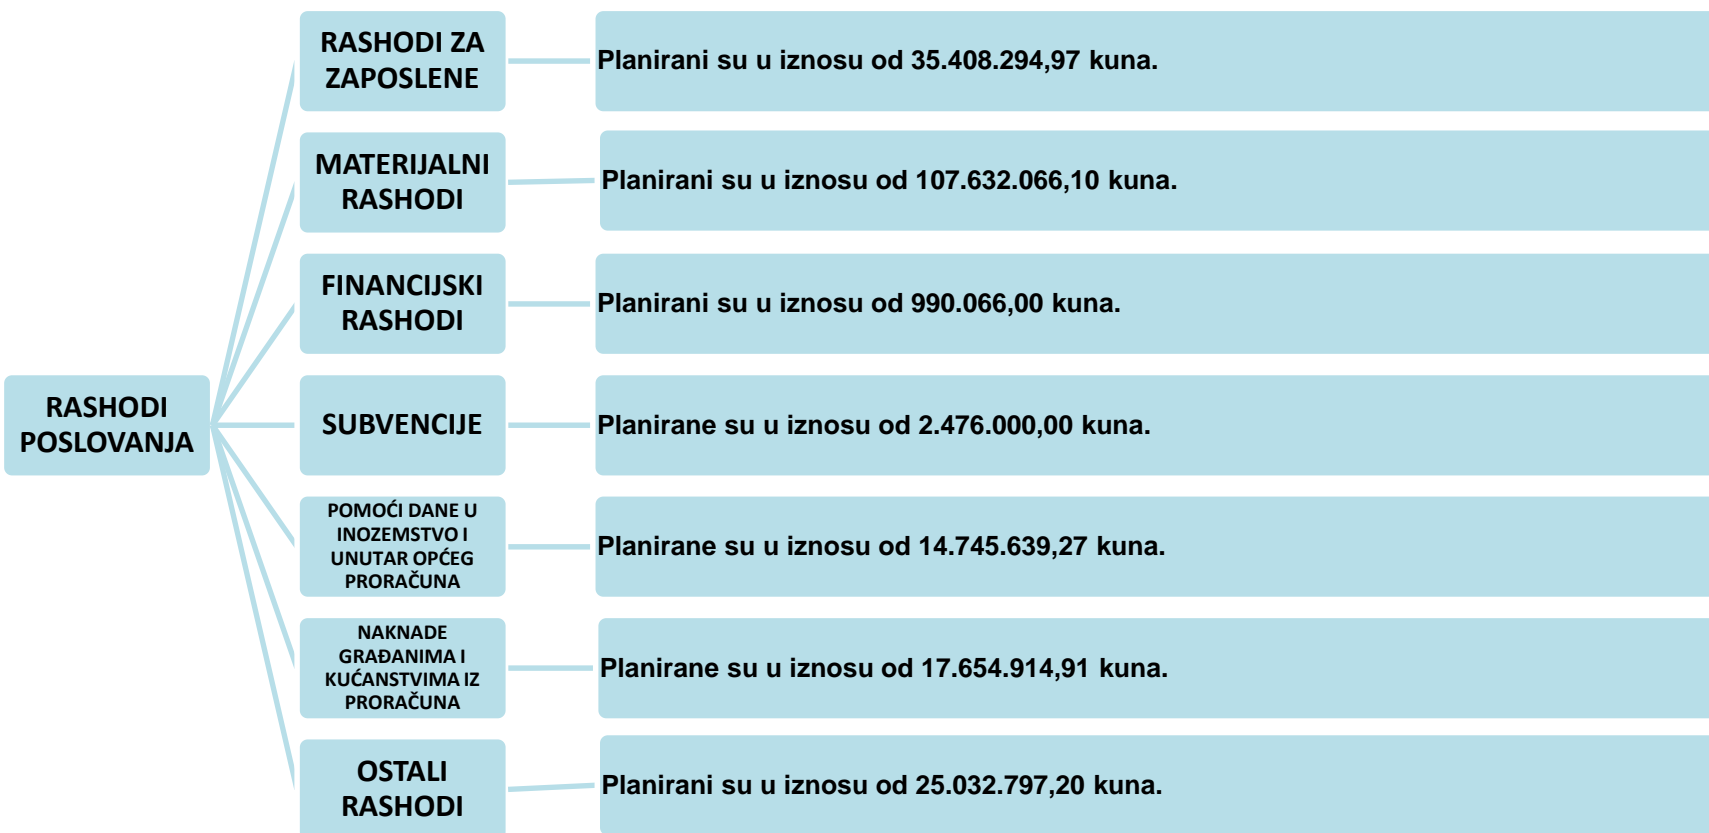 RASHODI
POSLOVANJA
RASHODI ZA
ZAPOSLENE
Planirani su u iznosu od 35.408.294,97 kuna.
MATERIJALNI
RASHODI
Planirani su u iznosu od 107.632.066,10 kuna.
FINANCIJSKI
RASHODI
Planirani su u iznosu od 990.066,00 kuna.
SUBVENCIJE
Planirane su u iznosu od 2.476.000,00 kuna.
POMOĆI DANE U
INOZEMSTVO I
UNUTAR OPĆEG
PRORAČUNA
Planirane su u iznosu od 14.745.639,27 kuna.
NAKNADE
GRAĐANIMA I
KUĆANSTVIMA IZ
PRORAČUNA
Planirane su u iznosu od 17.654.914,91 kuna.
OSTALI
RASHODI
Planirani su u iznosu od 25.032.797,20 kuna.